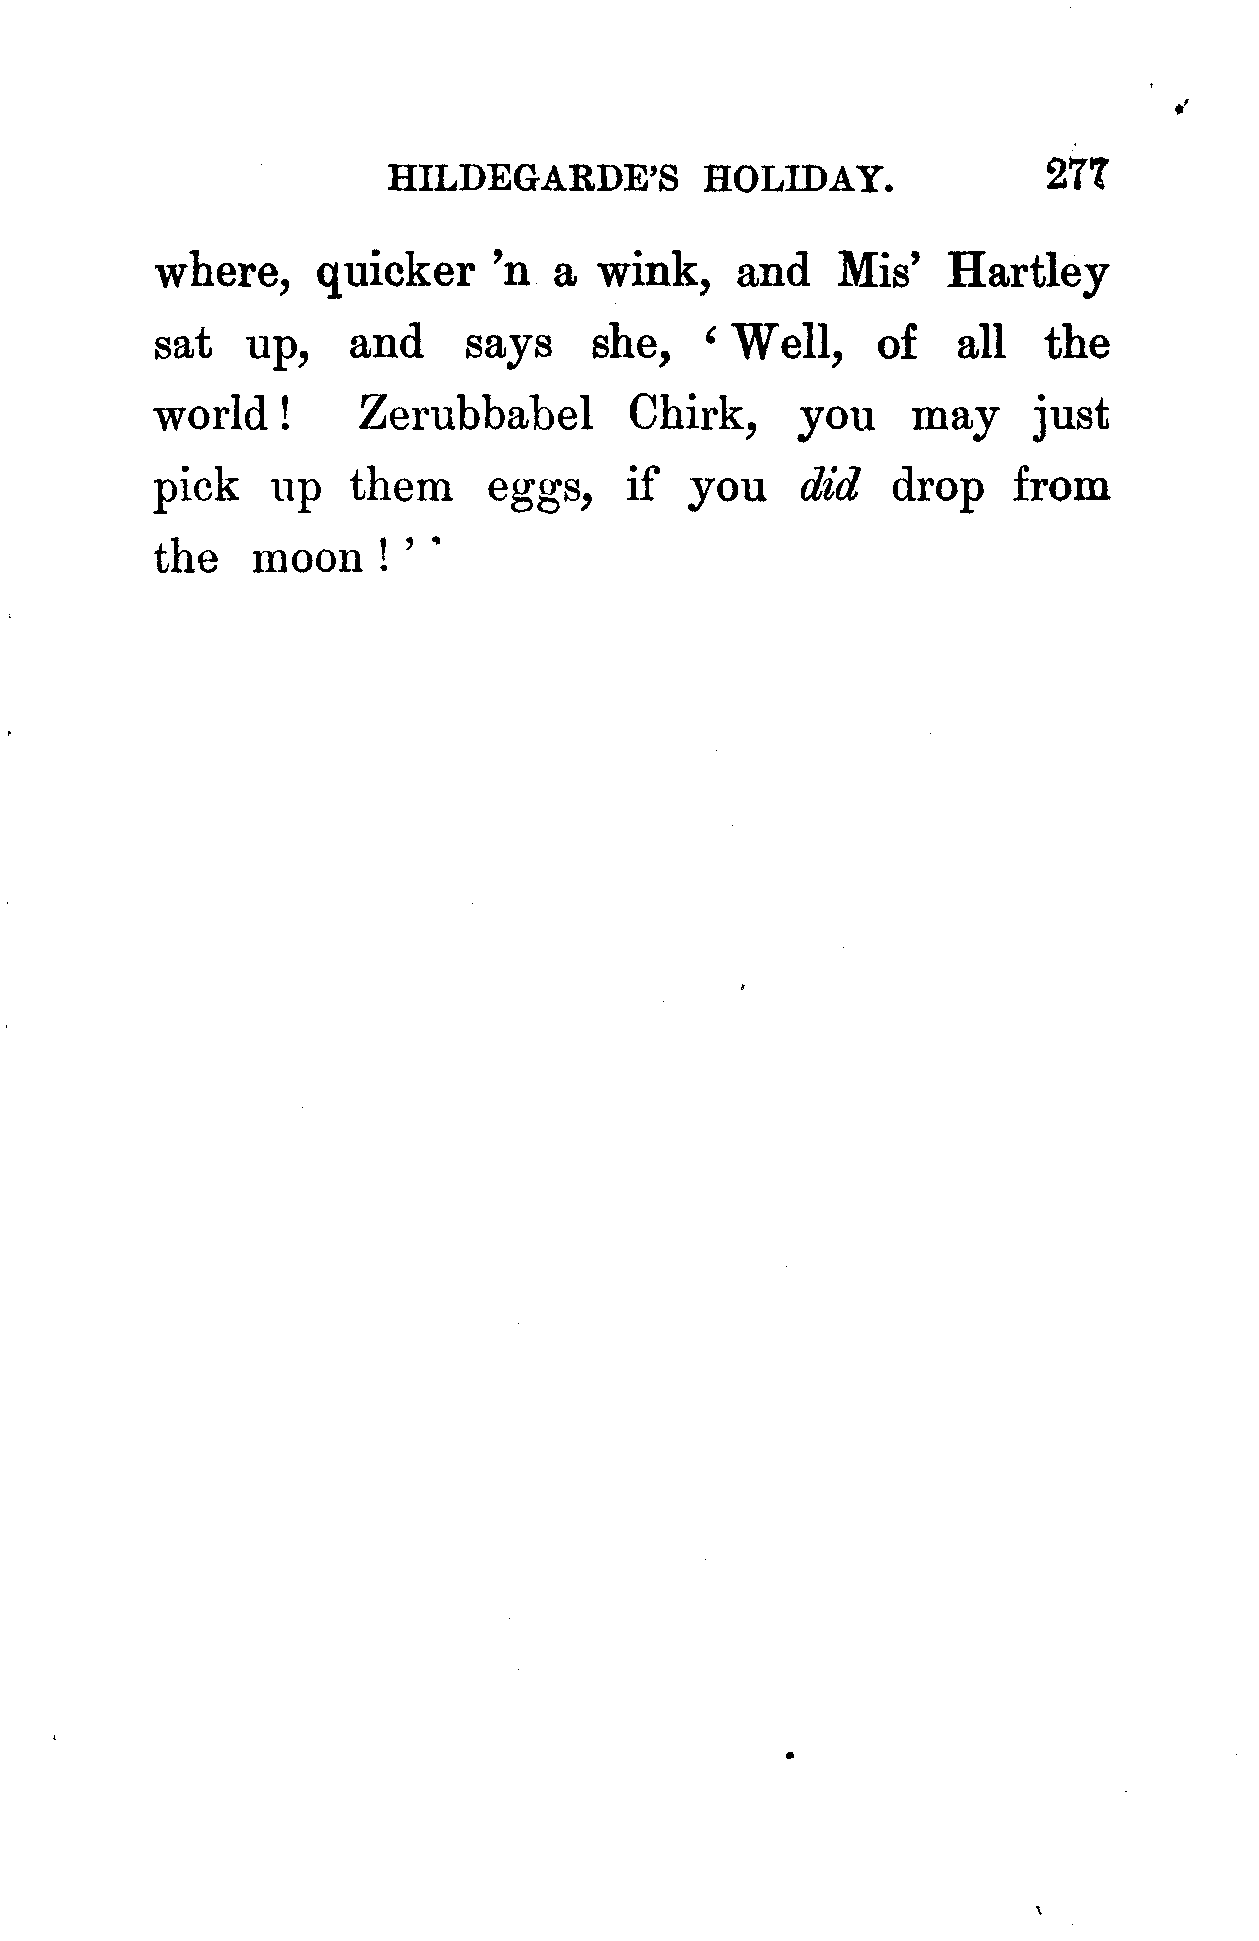 HILDEGARDE'S HOLIDAY. 277
where, quicker 'n a wink, and Mis' Hartley
sat up, and says she, ‘Well, of all the
world! Zerubbabel Chirk, you may just
pick up them eggs, if you did drop from
the moon!’ ’